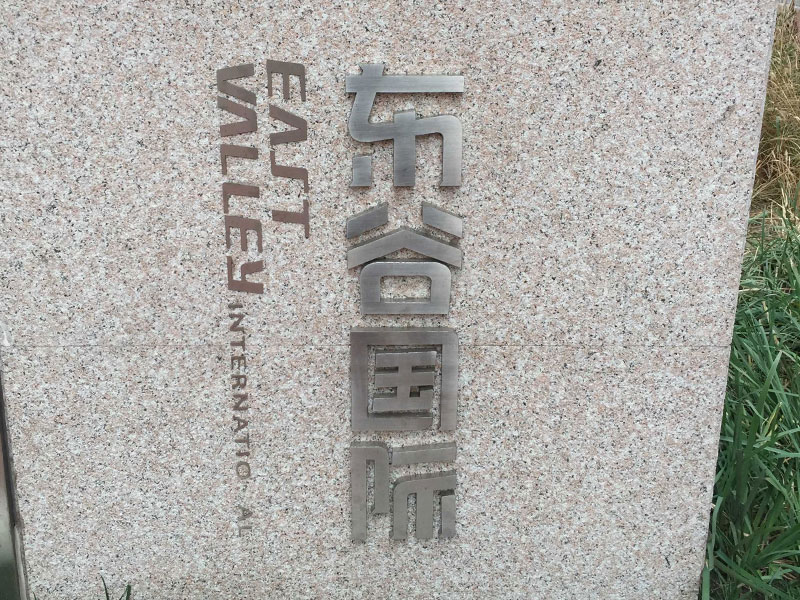 东谷国际
EAST
VALLEY
INTERNATIO AL